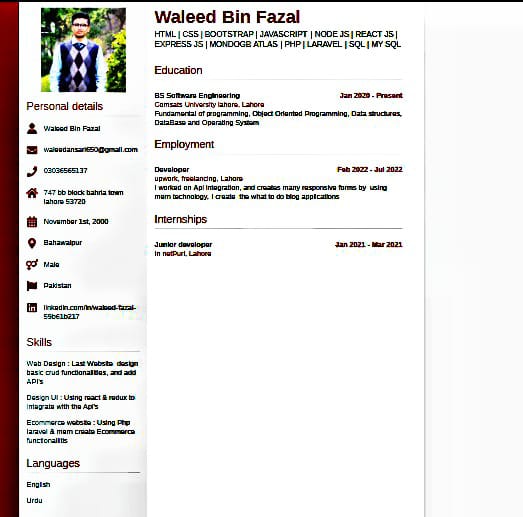 Waleed Bin Fazal
HTML | CSS | BOOTSTRAP | JAVASCRIPT | NODE JS | REACT JS |
EXPRESS JS | MONDOGB ATLAS | PHP | LARAVEL | SQL | MY SQL
Personal details
Waleed Bin Fazal
waleedansari650@gmail.com
03036565137
747 bb block bahria town
lahore 53720
November 1st, 2000
Bahawalpur
Male
Pakistan
linkedin.com/in/waleed-fazal-
55b61b217
Skills
Web Design : Last Website design
basic crud functionalities, and add
API's
Design UI : Using react & redux to
integrate with the Api's
Ecommerce website : Using Php
laravel & mern create Ecommerce
functionalitis
Languages
English
Urdu
Education
BS Software Engineering Jan 2020 - Present
Comsats University lahore, Lahore
Fundamental of programming, Object Oriented Programming, Data structures,
DataBase and Operating System
Employment
Developer Feb 2022 - Jul 2022
upwork, freelancing, Lahore
I worked on Api integration, and creates many responsive forms by using
mern technology, I create the what to do blog applications
Internships
Junior developer Jan 2021 - Mar 2021
In netPurl, Lahore